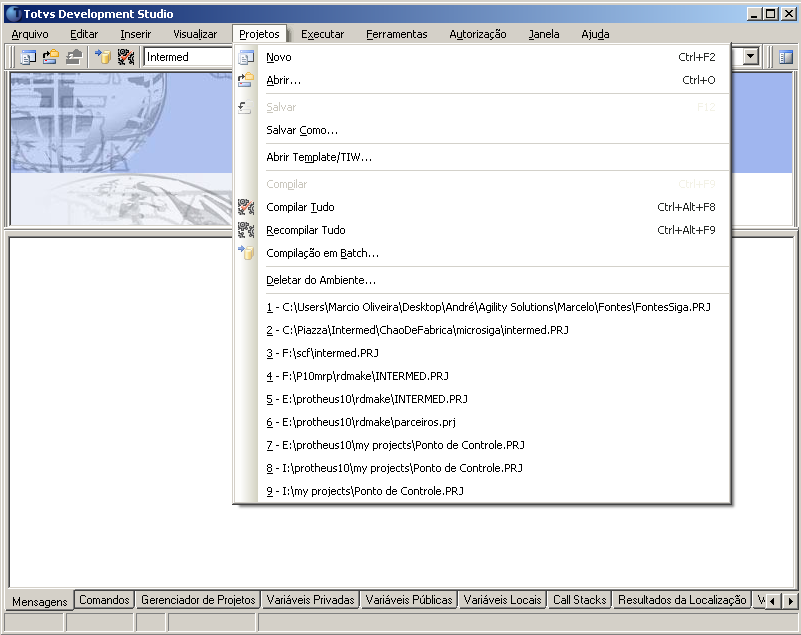 Totvs Development Studio
Arquivo Editar Inserir Visualizar Projetos Executar Ferramentas Autorização Janela Ajuda
Intermed
Novo Ctrl+F2
Abrir... Ctrl+O
Salvar F12
Salvar Como...
Abrir Template/TIW...
Compilar Ctrl+F9
Compilar Tudo Ctrl+Alt+F8
Recompilar Tudo Ctrl+Alt+F9
Compilação em Batch...
Deletar do Ambiente...
1 - C:\Users\Marcio Oliveira\Desktop\André\Agility Solutions\Marcelo\Fontes\FontesSiga.PRJ
2 - C:\Piazza\Intermed\ChaoDeFabrica\microsiga\intermed.PRJ
3 - F:\scf\intermed.PRJ
4 - F:\P10mrp\rdmake\INTERMED.PRJ
5 - E:\protheus10\rdmake\INTERMED.PRJ
6 - E:\protheus10\rdmake\parceiros.prj
7 - E:\protheus10\my projects\Ponto de Controle.PRJ
8 - I:\protheus10\my projects\Ponto de Controle.PRJ
9 - I:\my projects\Ponto de Controle.PRJ
Mensagens Comandos Gerenciador de Projetos Variáveis Privadas Variáveis Públicas Variáveis Locais Call Stacks Resultados da Localização